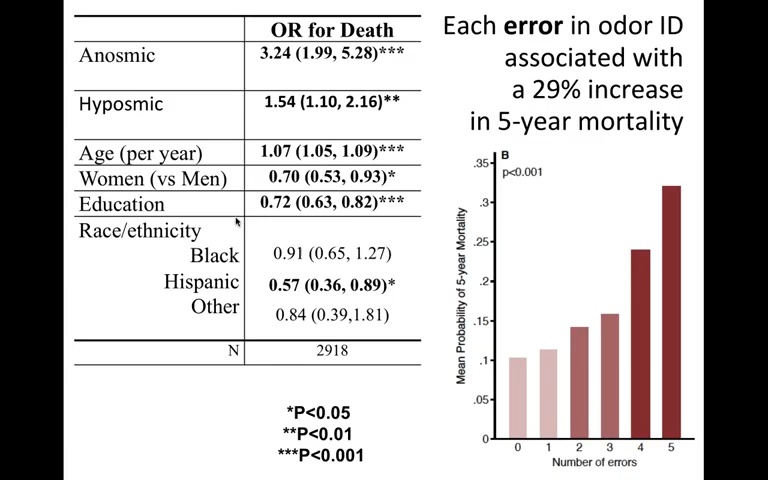 OR for Death
Anosmic 3.24 (1.99, 5.28)***
Hyposmic 1.54 (1.10, 2.16)**
Age (per year) 1.07 (1.05, 1.09)***
Women (vs Men) 0.70 (0.53, 0.93)*
Education 0.72 (0.63, 0.82)***
Race/ethnicity
Black 0.91 (0.65, 1.27)
Hispanic 0.57 (0.36, 0.89)*
Other 0.84 (0.39,1.81)
N 2918
*P<0.05
**P<0.01
***P<0.001
Each error in odor ID
associated with
a 29% increase
in 5-year mortality
B
p<0.001
Mean Probability of 5-year Mortality
.35
.3
.25
.2
.15
.1
.05
0
0 1 2 3 4 5
Number of errors